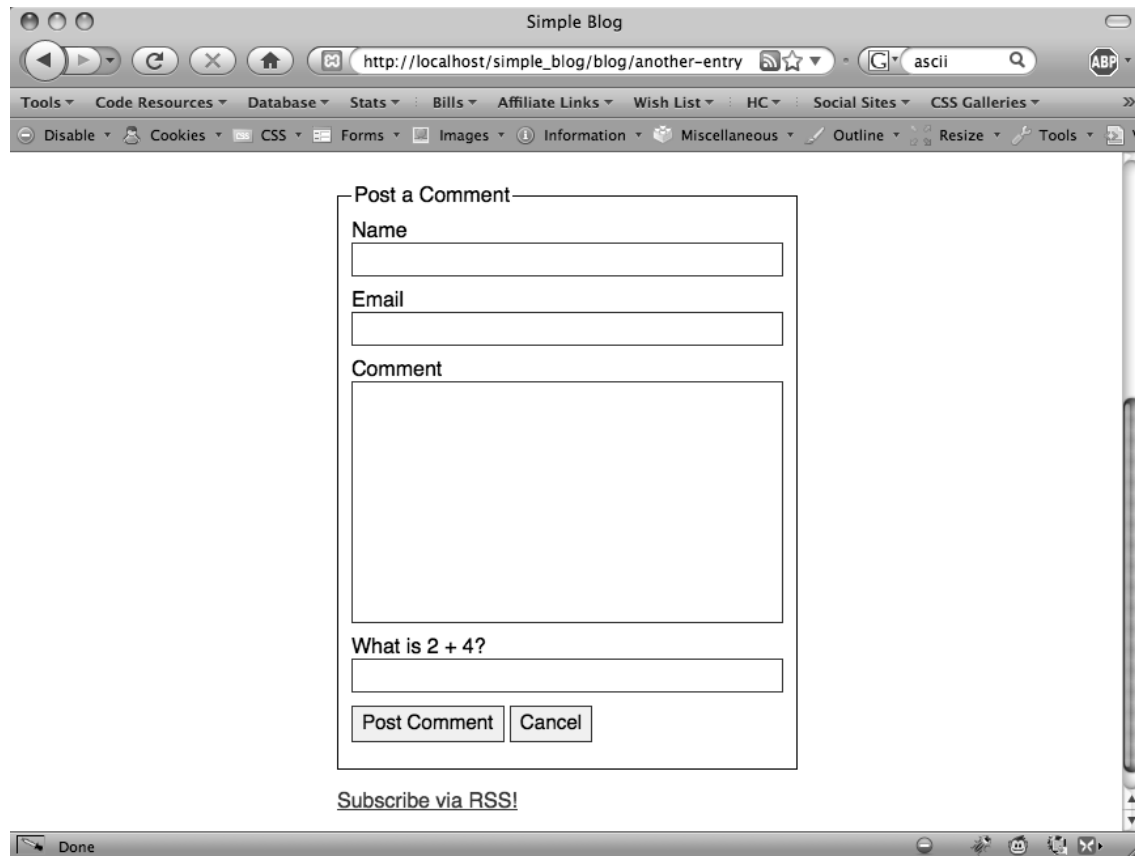 Simple Blog
http://localhost/simple_blog/blog/another-entry G ascii ABP
Tools Code Resources Database Stats Bills Affiliate Links Wish List HC Social Sites CSS Galleries »
Disable Cookies CSS CSS Forms Images Information Miscellaneous Outline Resize Tools
Post a Comment
Name
Email
Comment
What is 2 + 4?
Post Comment Cancel
Subscribe via RSS!
Done